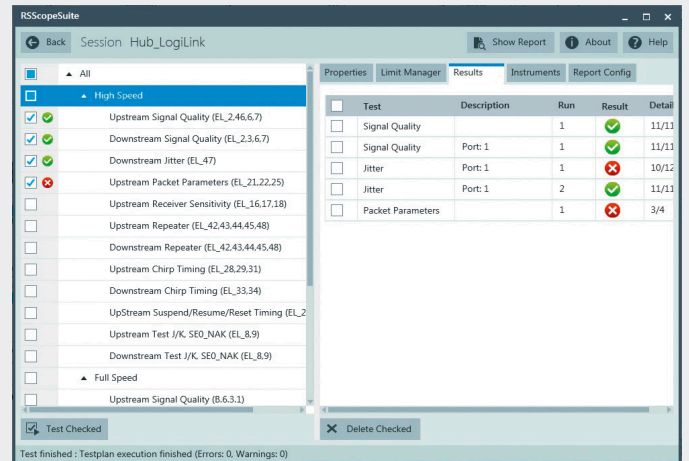 RSScopeSuite
Back Session Hub_LogiLink Show Report About Help
All
High Speed
Upstream Signal Quality (EL_2,46,6,7)
Downstream Signal Quality (EL_2,3,6,7)
Downstream Jitter (EL_47)
Upstream Packet Parameters (EL_21,22,25)
Upstream Receiver Sensitivity (EL_16,17,18)
Upstream Repeater (EL_42,43,44,45,48)
Downstream Repeater (EL_42,43,44,45,48)
Upstream Chirp Timing (EL_28,29,31)
Downstream Chirp Timing (EL_33,34)
UpStream Suspend/Resume/Reset Timing (EL_2
Upstream Test J/K, SE0_NAK (EL_8,9)
Downstream Test J/K, SE0_NAK (EL_8,9)
Full Speed
Upstream Signal Quality (B.6.3.1)
Test Checked
Properties Limit Manager Results Instruments Report Config
Test Description Run Result Detail
Signal Quality 1 11/11
Signal Quality Port: 1 1 11/11
Jitter Port: 1 1 10/12
Jitter Port: 1 2 11/11
Packet Parameters 1 3/4
Delete Checked
Test finished : Testplan execution finished (Errors: 0, Warnings: 0)